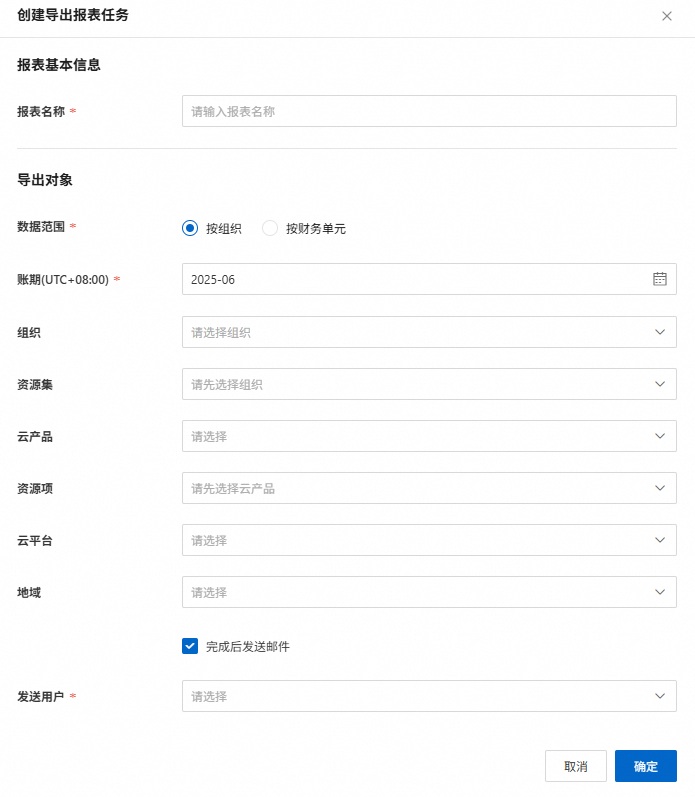 创建导出报表任务
报表基本信息
报表名称 *
请输入报表名称
导出对象
数据范围 *
按组织 按财务单元
账期(UTC+08:00) *
2025-06
组织
请选择组织
资源集
请先选择组织
云产品
请选择
资源项
请先选择云产品
云平台
请选择
地域
请选择
完成后发送邮件
发送用户 *
请选择
取消 确定